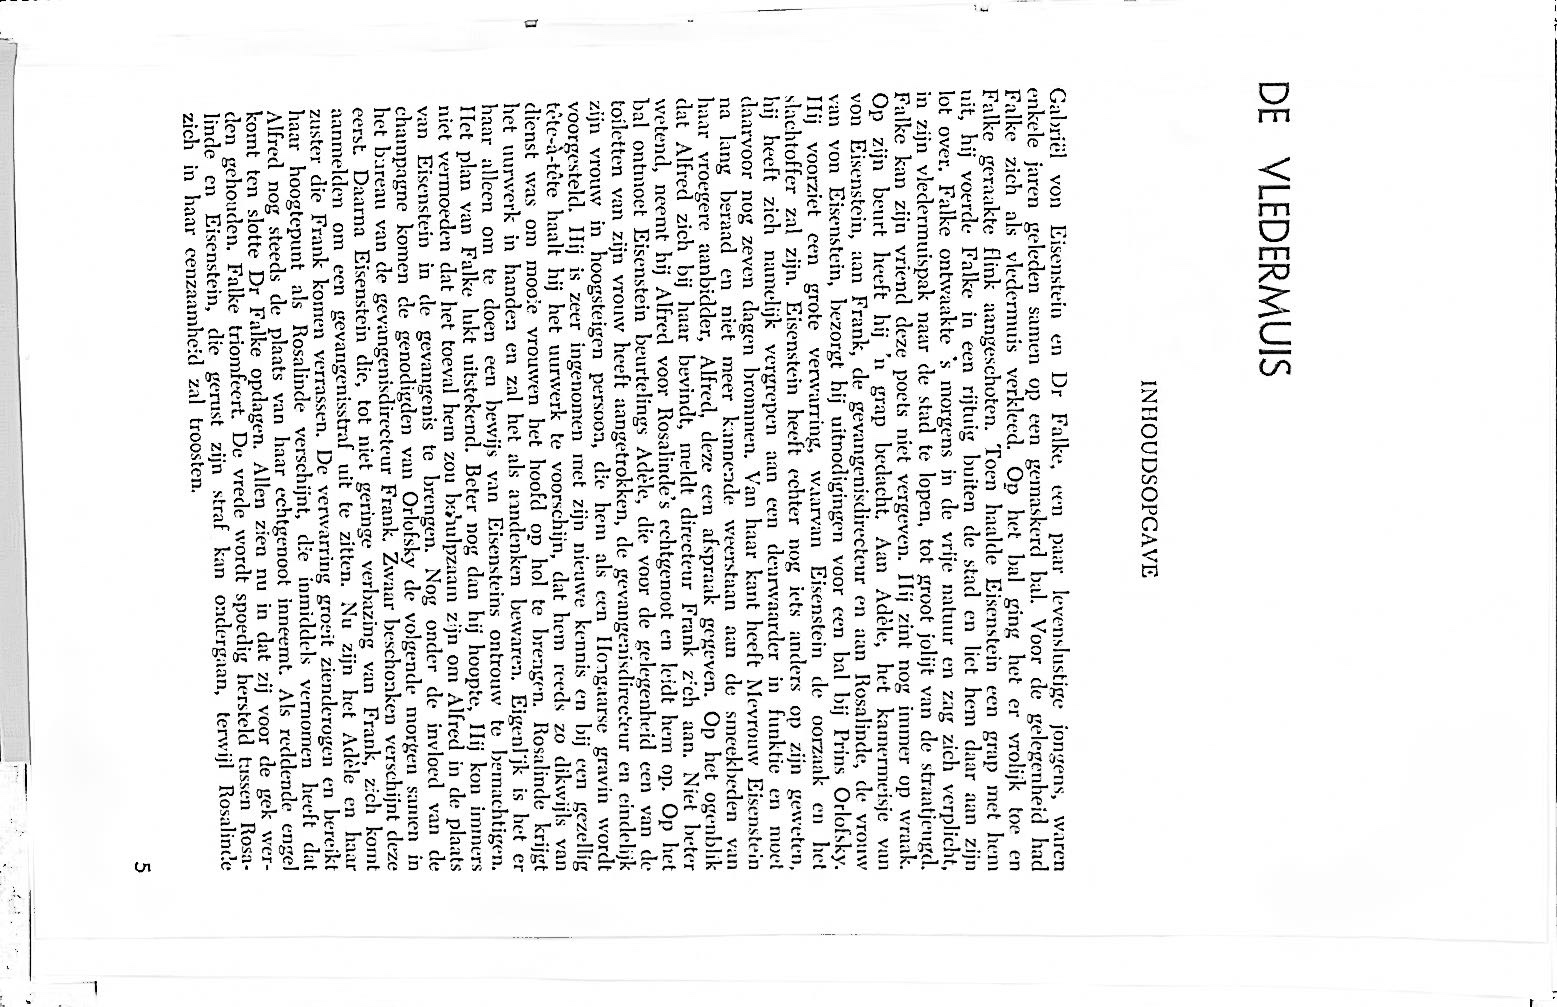 DE VLEDERMUIS
INHOUDSOPGAVE
Gabriël von Eisenstein en Dr Falke, een paar levenslustige jongens, waren
enkele jaren geleden samen op een gemaskerd bal. Voor de gelegenheid had
Falke zich als vledermuis verkleed. Op het bal ging het er vrolijk toe en
Falke geraakte flink aangeschoten. Toen haalde Eisenstein een grap met hem
uit, hij voerde Falke in een rijtuig buiten de stad en liet hem daar aan zijn
lot over. Falke ontwaakte 's morgens in de vrije natuur en zag zich verplicht,
in zijn vledermuispak naar de stad te lopen, tot groot jolijt van de straatjeugd.
Falke kan zijn vriend deze poets niet vergeven. Hij zint nog immer op wraak.
Op zijn beurt heeft hij 'n grap bedacht. Aan Adèle, het kamermeisje van
von Eisenstein, aan Frank, de gevangenisdirecteur en aan Rosalinde, de vrouw
van von Eisenstein, bezorgt hij uitnodigingen voor een bal bij Prins Orlofsky.
Hij voorziet een grote verwarring, waarvan Eisenstein de oorzaak en het
slachtoffer zal zijn. Eisenstein heeft echter nog iets anders op zijn geweten,
hij heeft zich namelijk vergrepen aan een deurwaarder in funktie en moet
daarvoor nog zeven dagen brommen. Van haar kant heeft Mevrouw Eisenstein
na lang beraad en niet meer kunnende weerstaan aan de smeekbeden van
haar vroegere aanbidder, Alfred, deze een afspraak gegeven. Op het ogenblik
dat Alfred zich bij haar bevindt, meldt directeur Frank zich aan. Niet beter
wetend, neemt hij Alfred voor Rosalinde's echtgenoot en leidt hem op. Op het
bal ontmoet Eisenstein beurtelings Adèle, die voor de gelegenheid een van de
toiletten van zijn vrouw heeft aangetrokken, de gevangenisdirecteur en eindelijk
zijn vrouw in hoogsteigen persoon, die hem als een Hongaarse gravin wordt
voorgesteld. Hij is zeer ingenomen met zijn nieuwe kennis en bij een gezellig
tête-à-tête haalt hij het uurwerk te voorschijn, dat hem reeds zo dikwijls van
dienst was om mooie vrouwen het hoofd op hol te brengen. Rosalinde krijgt
het uurwerk in handen en zal het als aandenken bewaren. Eigenlijk is het er
haar alleen om te doen een bewijs van Eisensteins ontrouw te bemachtigen.
Het plan van Falke lukt uitstekend. Beter nog dan hij hoopte, Hij kon immers
niet vermoeden dat het toeval hem zou behulpzaam zijn om Alfred in de plaats
van Eisenstein in de gevangenis te brengen. Nog onder de invloed van de
champagne komen de genodigden van Orlofsky de volgende morgen samen in
het bureau van de gevangenisdirecteur Frank. Zwaar beschonken verschijnt deze
eerst. Daarna Eisenstein die, tot niet geringe verbazing van Frank, zich komt
aanmelden om een gevangenisstraf uit te zitten. Nu zijn het Adèle en haar
zuster die Frank komen verrassen. De verwarring groeit zienderogen en bereikt
haar hoogtepunt als Rosalinde verschijnt, die inmiddels vernomen heeft dat
Alfred nog steeds de plaats van haar echtgenoot inneemt. Als reddende engel
komt ten slotte Dr Falke opdagen. Allen zien nu in dat zij voor de gek wer-
den gehouden. Falke triomfeert. De vrede wordt spoedig hersteld tussen Rosa-
linde en Eisenstein, die gerust zijn straf kan ondergaan, terwijl Rosalinde
zich in haar eenzaamheid zal troosten.
5